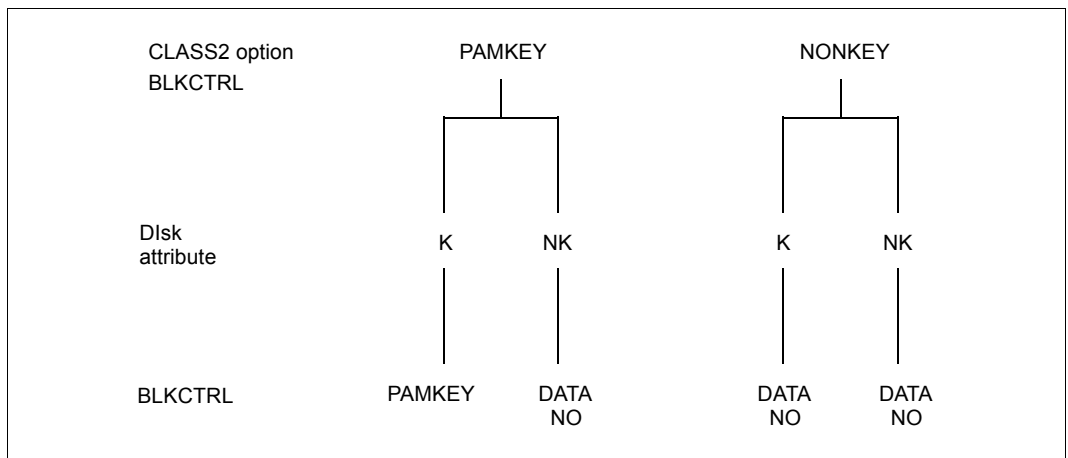 CLASS2 option PAMKEY NONKEY
BLKCTRL
DIsk
attribute
K NK K NK
BLKCTRL PAMKEY DATA DATA DATA
NO NO NO